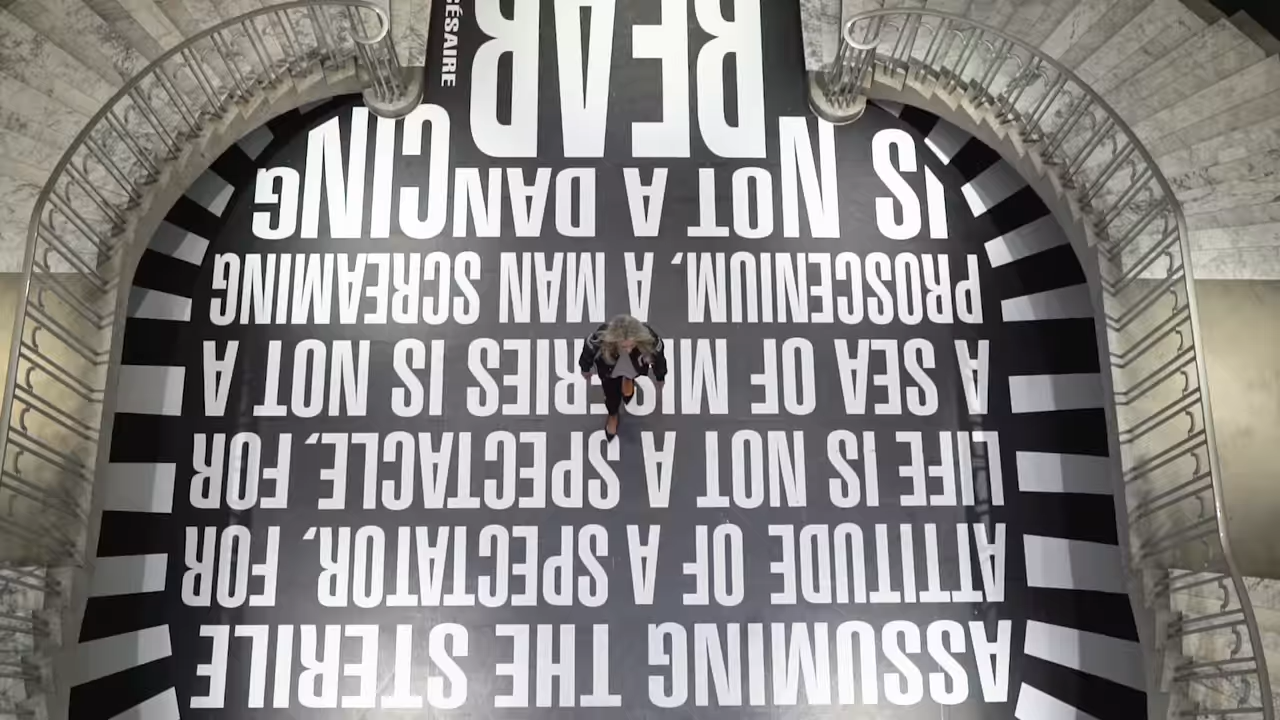 ASSUMING THE STERILE
ATTITUDE OF A SPECTATOR, FOR
LIFE IS NOT A SPECTACLE, FOR
A SEA OF MISERIES IS NOT A
PROSCENIUM, A MAN SCREAMING
IS NOT A DANCING
BEAR
CÉSAIRE